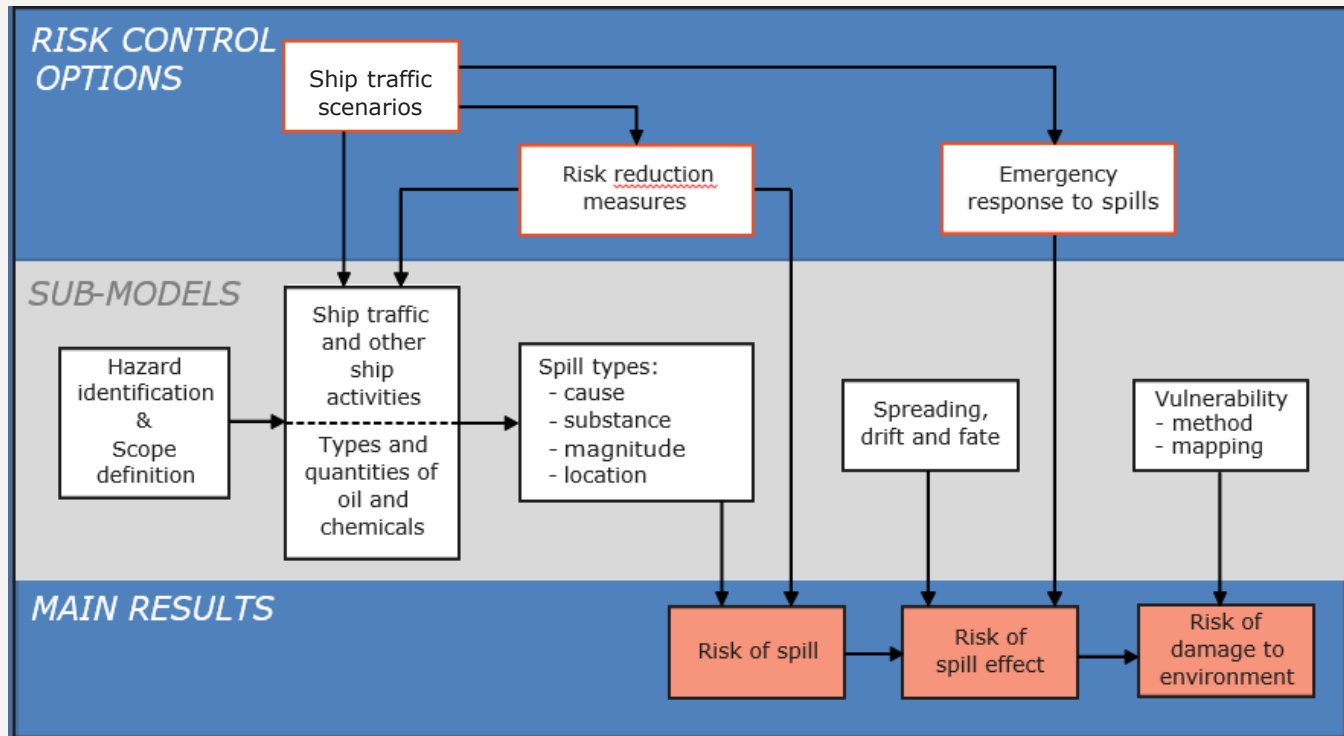 RISK CONTROL
OPTIONS
Ship traffic
scenarios
Risk reduction
measures
Emergency
response to spills
SUB-MODELS
Hazard
identification
&
Scope
definition
Ship traffic
and other
ship
activities
Types and
quantities of
oil and
chemicals
Spill types:
- cause
- substance
- magnitude
- location
Spreading,
drift and fate
Vulnerability
- method
- mapping
MAIN RESULTS
Risk of spill
Risk of
spill effect
Risk of
damage to
environment